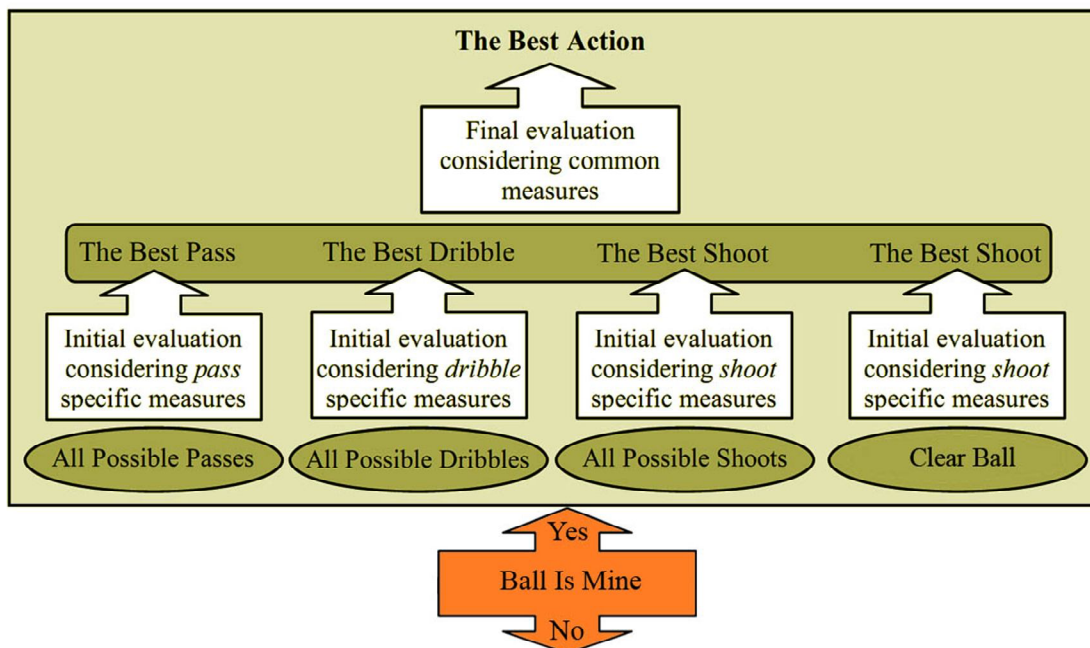 The Best Action
Final evaluation
considering common
measures
The Best Pass
The Best Dribble
The Best Shoot
The Best Shoot
Initial evaluation
considering pass
specific measures
Initial evaluation
considering dribble
specific measures
Initial evaluation
considering shoot
specific measures
Initial evaluation
considering shoot
specific measures
All Possible Passes
All Possible Dribbles
All Possible Shoots
Clear Ball
Yes
Ball Is Mine
No